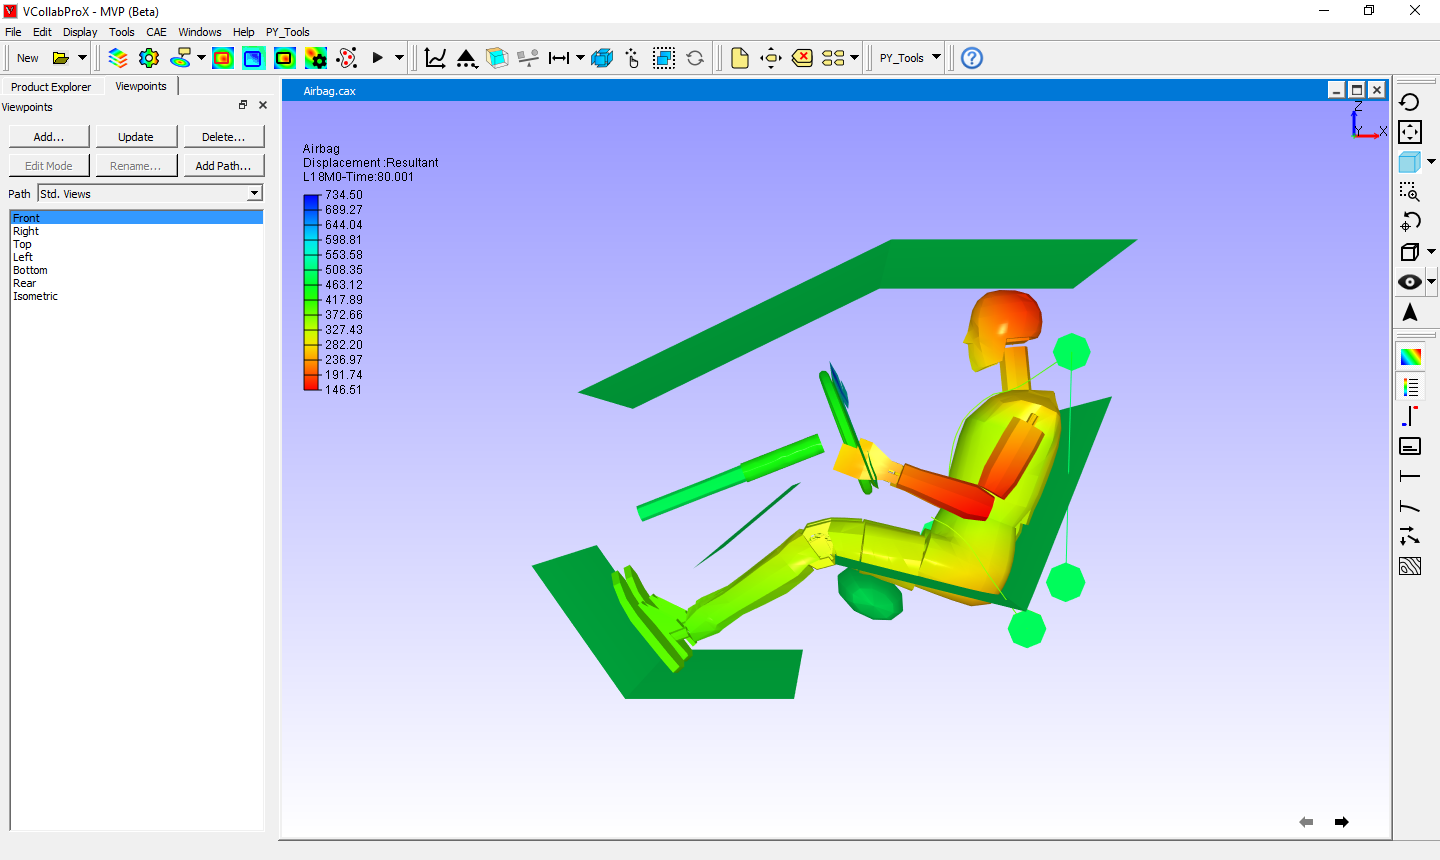 VCollabProX - MVP (Beta)
File Edit Display Tools CAE Windows Help PY_Tools
New PY_Tools
Product Explorer Viewpoints
Viewpoints
Add... Update Delete...
Edit Mode Rename... Add Path...
Path Std. Views
Front
Right
Top
Left
Bottom
Rear
Isometric
Airbag.cax
Z
Y X
Airbag
Displacement :Resultant
L18M0-Time:80.001
734.50
689.27
644.04
598.81
553.58
508.35
463.12
417.89
372.66
327.43
282.20
236.97
191.74
146.51